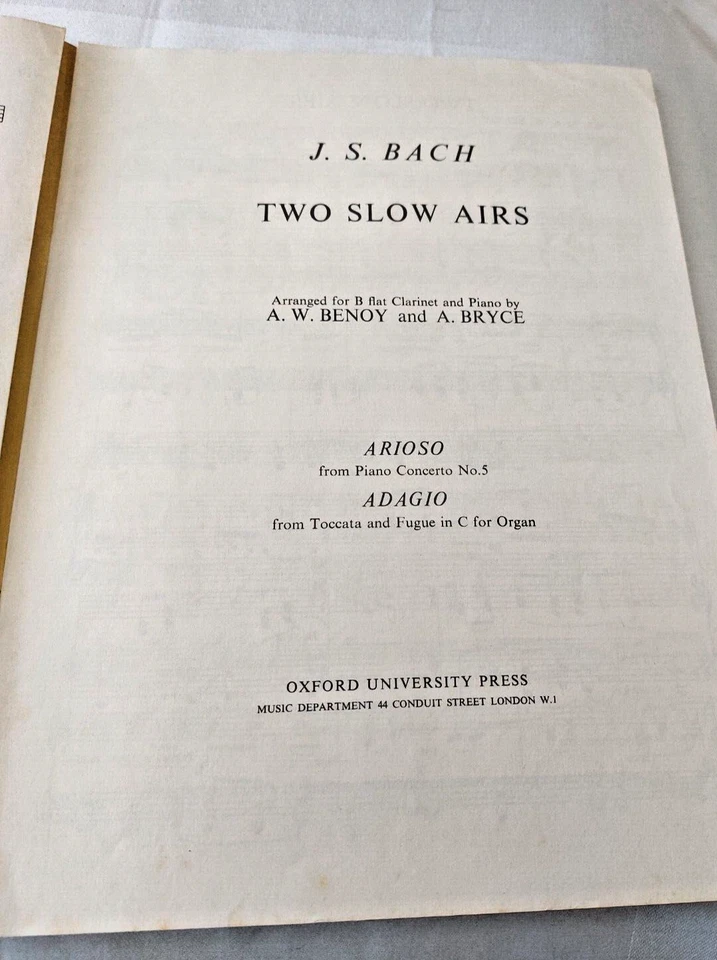 J. S. BACH
TWO SLOW AIRS
Arranged for B flat Clarinet and Piano by
A. W. BENOY and A. BRYCE
ARIOSO
from Piano Concerto No.5
ADAGIO
from Toccata and Fugue in C for Organ
OXFORD UNIVERSITY PRESS
MUSIC DEPARTMENT 44 CONDUIT STREET LONDON W.1